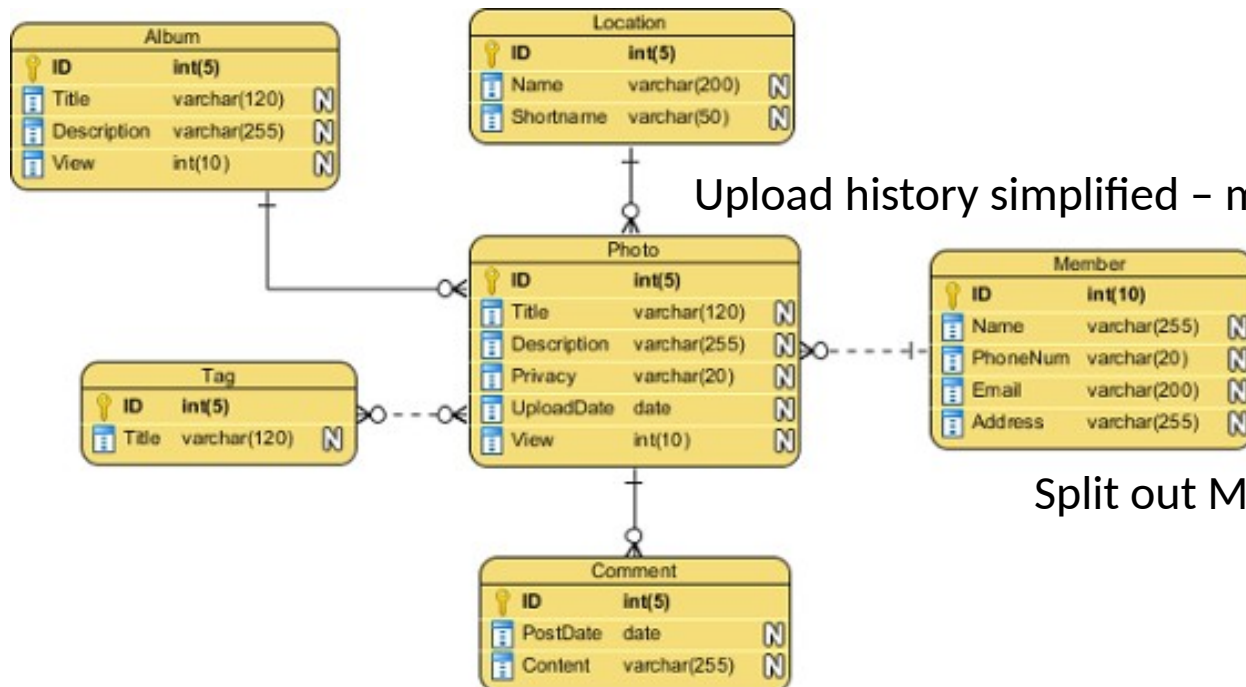 Album
ID int(5)
Title varchar(120) N
Description varchar(255) N
View int(10) N
Location
ID int(5)
Name varchar(200) N
Shortname varchar(50) N
Upload history simplified – m
Photo
ID int(5)
Title varchar(120) N
Description varchar(255) N
Privacy varchar(20) N
UploadDate date N
View int(10) N
Member
ID int(10)
Name varchar(255) N
PhoneNum varchar(20) N
Email varchar(200) N
Address varchar(255) N
Tag
ID int(5)
Title varchar(120) N
Split out M
Comment
ID int(5)
PostDate date N
Content varchar(255) N